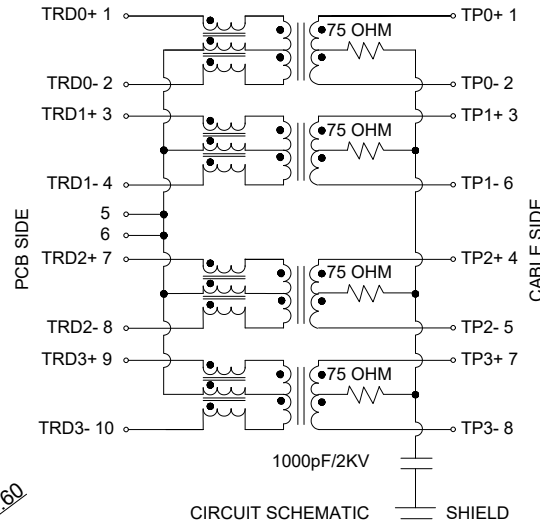 TRD0+ 1
75 OHM
TP0+ 1
TRD0- 2
TP0- 2
TRD1+ 3
75 OHM
TP1+ 3
TRD1- 4
TP1- 6
PCB SIDE
5
6
CABLE SIDE
TRD2+ 7
75 OHM
TP2+ 4
TRD2- 8
TP2- 5
TRD3+ 9
75 OHM
TP3+ 7
TRD3- 10
TP3- 8
1000pF/2KV
.60
CIRCUIT SCHEMATIC
SHIELD